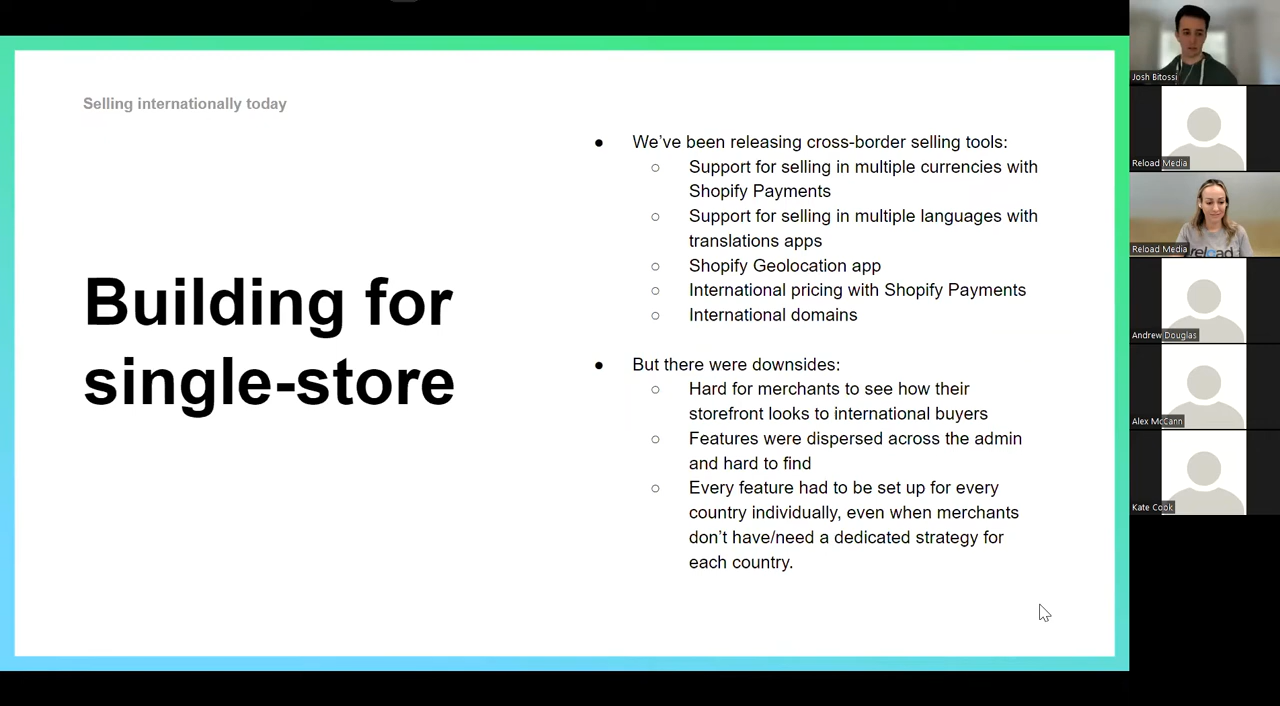 Selling internationally today
Building for
single-store
● We've been releasing cross-border selling tools:
○ Support for selling in multiple currencies with
Shopify Payments
○ Support for selling in multiple languages with
translations apps
○ Shopify Geolocation app
○ International pricing with Shopify Payments
○ International domains
● But there were downsides:
○ Hard for merchants to see how their
storefront looks to international buyers
○ Features were dispersed across the admin
and hard to find
○ Every feature had to be set up for every
country individually, even when merchants
don't have/need a dedicated strategy for
each country.
Josh Bitossi
Reload Media
reload
Reload Media
Andrew Douglas
Alex McCann
Kate Cook